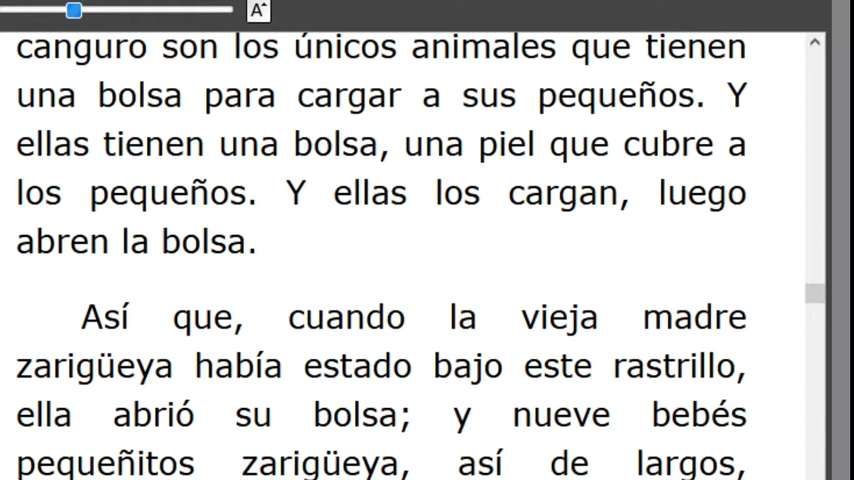 A
canguro son los únicos animales que tienen
una bolsa para cargar a sus pequeños. Y
ellas tienen una bolsa, una piel que cubre a
los pequeños. Y ellas los cargan, luego
abren la bolsa.
Así que, cuando la vieja madre
zarigüeya había estado bajo este rastrillo,
ella abrió su bolsa; y nueve bebés
pequeñitos zarigüeya, así de largos,